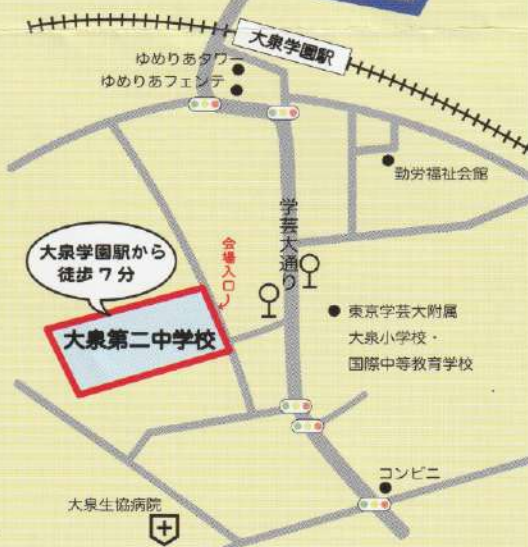 大泉学園駅
ゆめりあタワー
ゆめりあフェンテ
勤労福祉会館
学芸大通り
会場入口
大泉学園駅から
徒歩7分
大泉第二中学校
東京学芸大附属
大泉小学校・
国際中等教育学校
コンビニ
大泉生協病院